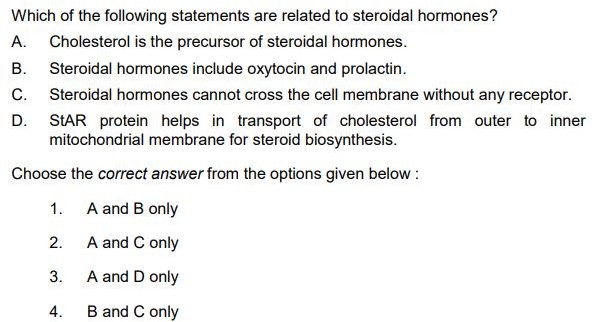 Which of the following statements are related to steroidal hormones?
A. Cholesterol is the precursor of steroidal hormones.
B. Steroidal hormones include oxytocin and prolactin.
C. Steroidal hormones cannot cross the cell membrane without any receptor.
D. StAR protein helps in transport of cholesterol from outer to inner
mitochondrial membrane for steroid biosynthesis.
Choose the correct answer from the options given below :
1. A and B only
2. A and C only
3. A and D only
4. B and C only